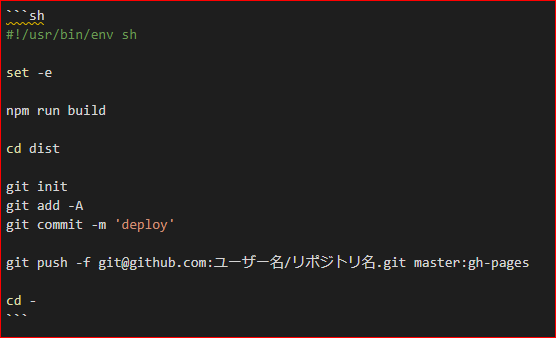 ```sh
#!/usr/bin/env sh
set -e
npm run build
cd dist
git init
git add -A
git commit -m 'deploy'
git push -f git@github.com:ユーザー名/リポジトリ名.git master:gh-pages
cd -
```